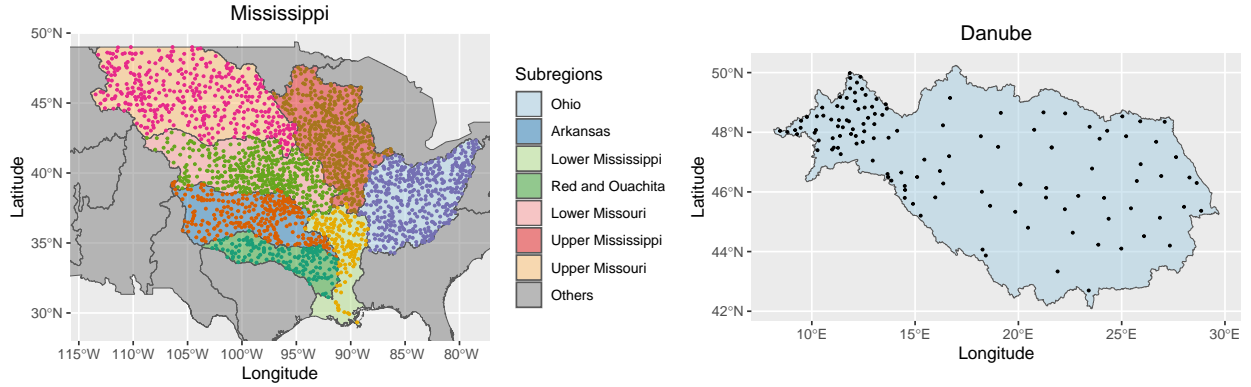 Mississippi
50°N
45°N
40°N
35°N
30°N
Latitude
115°W 110°W 105°W 100°W 95°W 90°W 85°W 80°W
Longitude
Subregions
Ohio
Arkansas
Lower Mississippi
Red and Ouachita
Lower Missouri
Upper Mississippi
Upper Missouri
Others
Danube
50°N
48°N
46°N
44°N
42°N
Latitude
10°E 15°E 20°E 25°E 30°E
Longitude